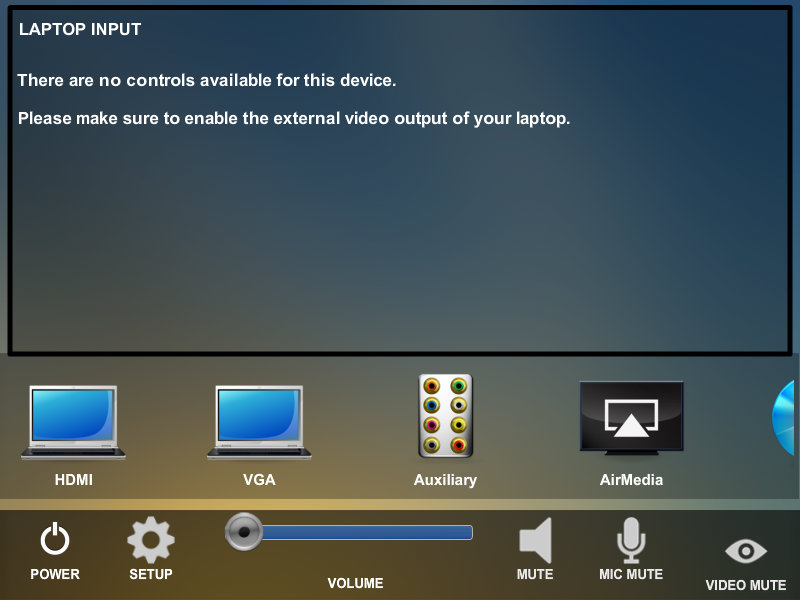 LAPTOP INPUT
There are no controls available for this device.
Please make sure to enable the external video output of your laptop.
HDMI
VGA
Auxiliary
AirMedia
POWER
SETUP
VOLUME
MUTE
MIC MUTE
VIDEO MUTE